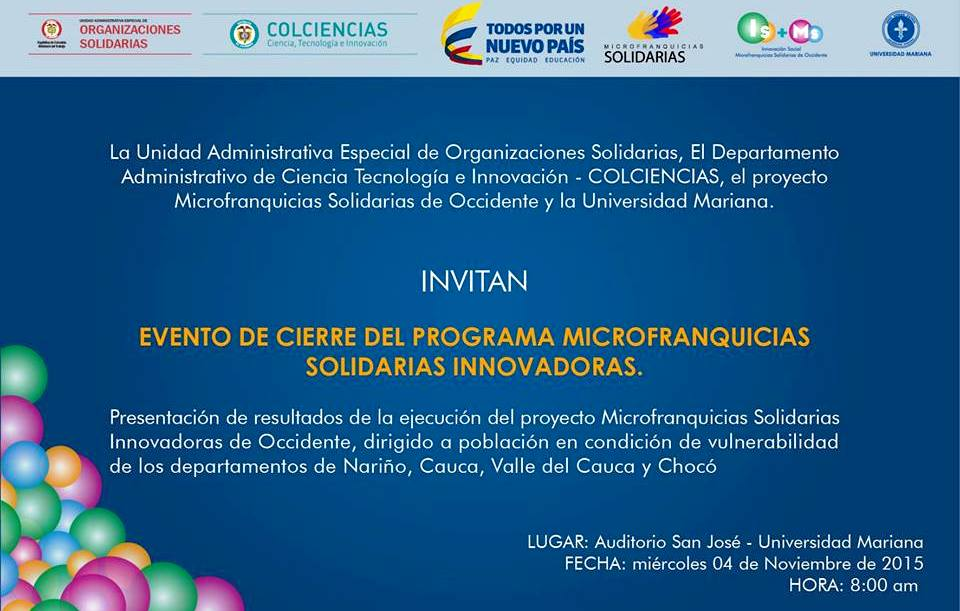 UNIDAD ADMINISTRATIVA ESPECIAL DE
ORGANIZACIONES
SOLIDARIAS
COLCIENCIAS
Ciencia, Tecnología e Innovación
TODOS POR UN
NUEVO PAÍS
PAZ EQUIDAD EDUCACIÓN
MICROFRANQUICIAS
SOLIDARIAS
Is+Ms
Innovación Social
Microfranquicias Solidarias de Occidente
UNIVERSIDAD MARIANA
La Unidad Administrativa Especial de Organizaciones Solidarias, El Departamento
Administrativo de Ciencia Tecnología e Innovación - COLCIENCIAS, el proyecto
Microfranquicias Solidarias de Occidente y la Universidad Mariana.
INVITAN
EVENTO DE CIERRE DEL PROGRAMA MICROFRANQUICIAS
SOLIDARIAS INNOVADORAS.
Presentación de resultados de la ejecución del proyecto Microfranquicias Solidarias
Innovadoras de Occidente, dirigido a población en condición de vulnerabilidad
de los departamentos de Nariño, Cauca, Valle del Cauca y Chocó
LUGAR: Auditorio San José - Universidad Mariana
FECHA: miércoles 04 de Noviembre de 2015
HORA: 8:00 am